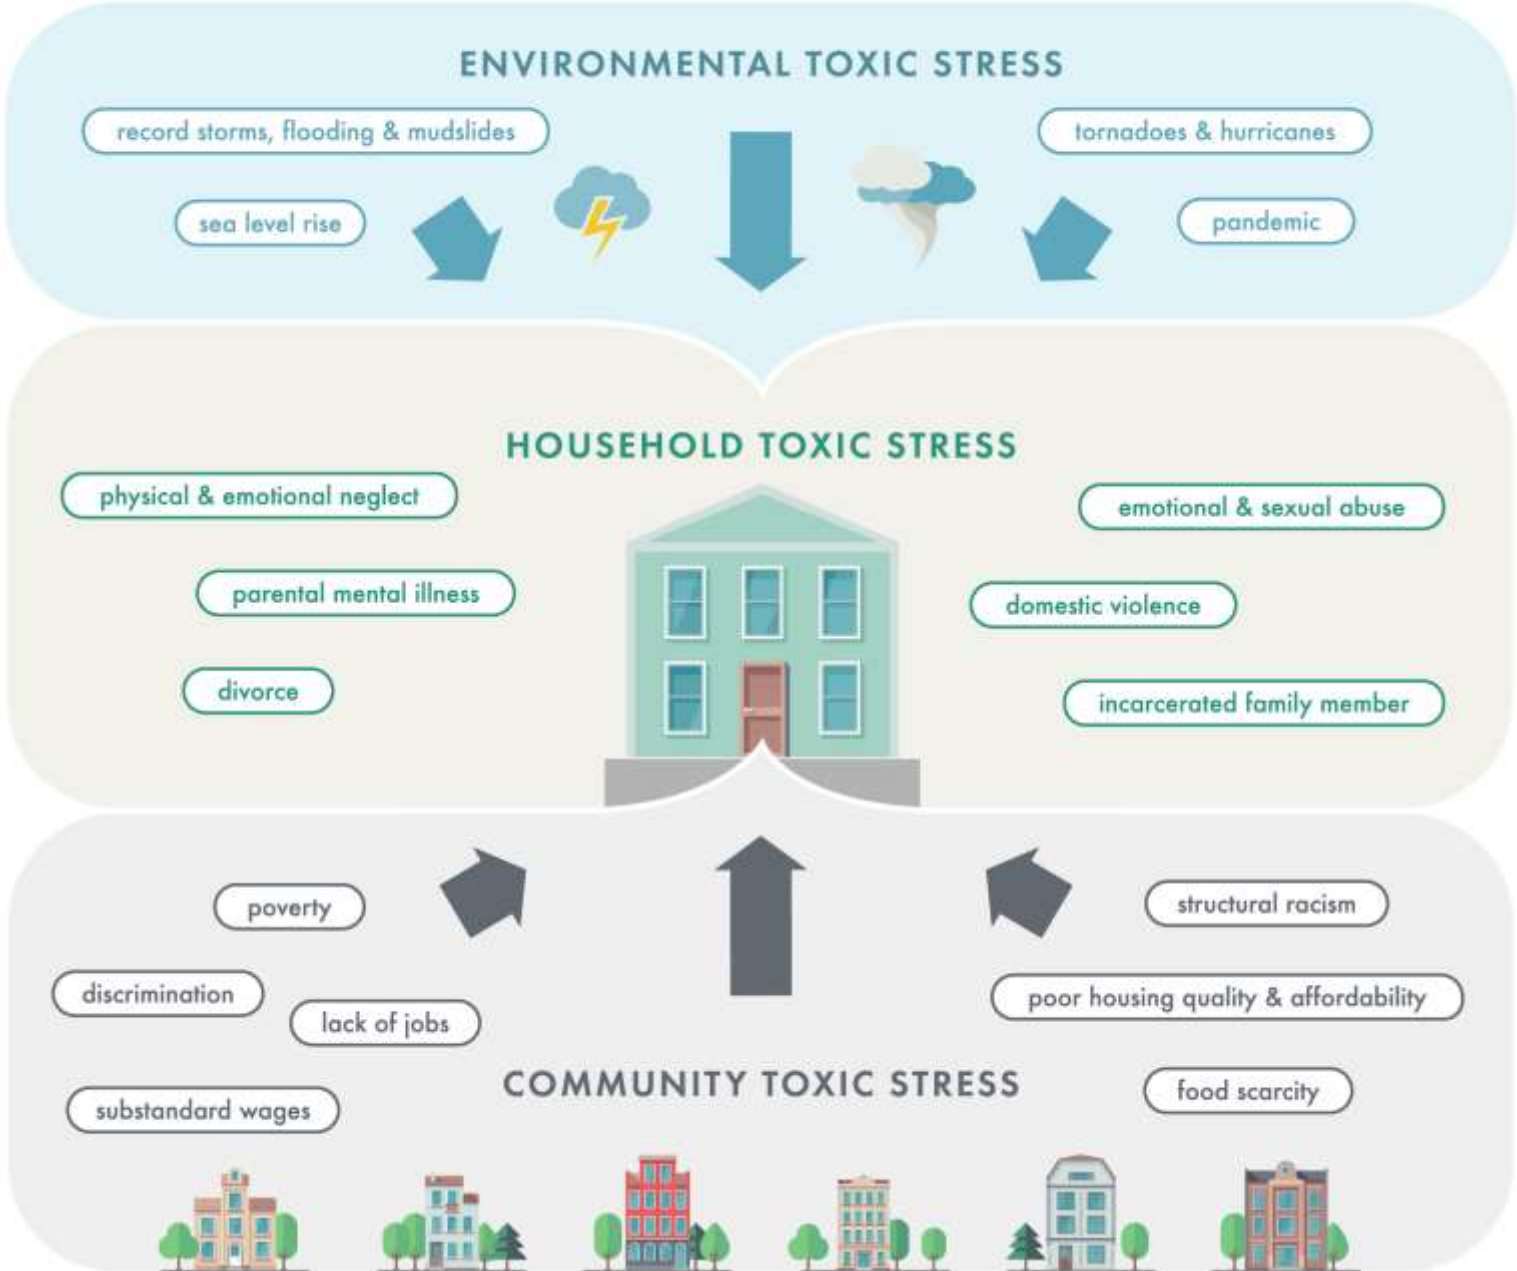 ENVIRONMENTAL TOXIC STRESS
record storms, flooding & mudslides
tornadoes & hurricanes
sea level rise
pandemic
HOUSEHOLD TOXIC STRESS
physical & emotional neglect
emotional & sexual abuse
parental mental illness
domestic violence
divorce
incarcerated family member
poverty
structural racism
discrimination
lack of jobs
poor housing quality & affordability
COMMUNITY TOXIC STRESS
substandard wages
food scarcity